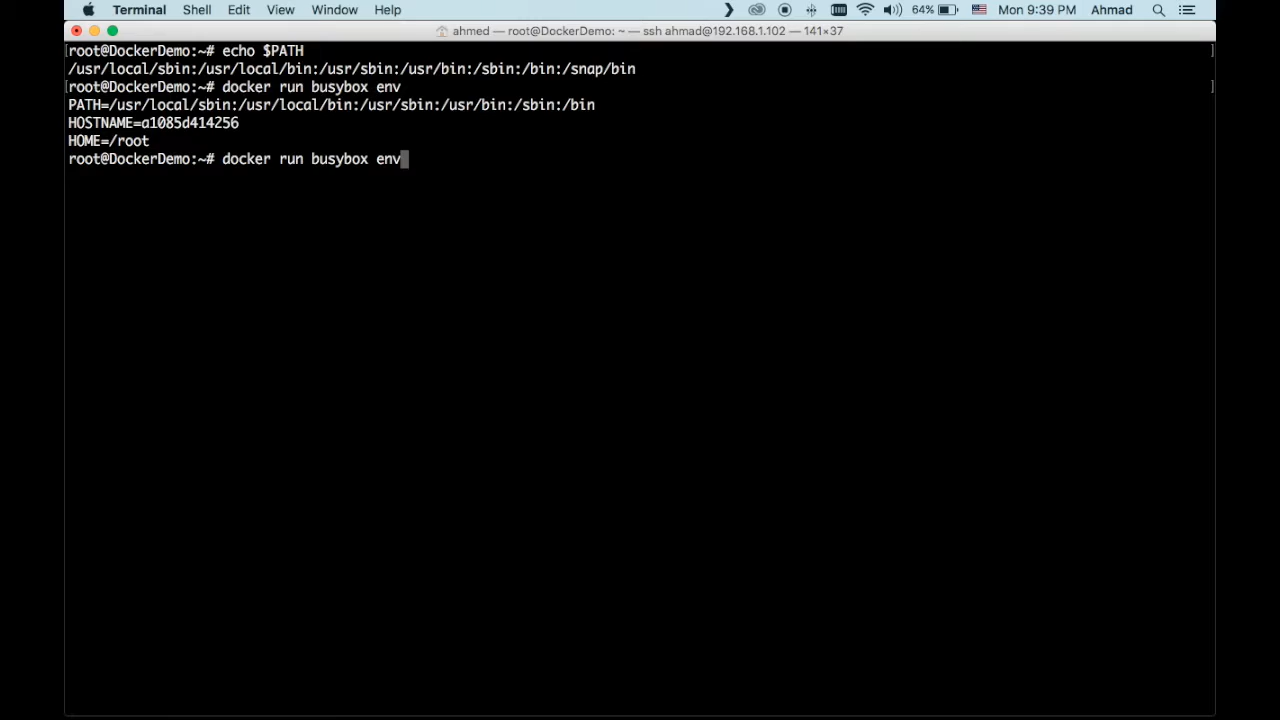 Terminal Shell Edit View Window Help 64% Mon 9:39 PM Ahmad
ahmed — root@DockerDemo: ~ — ssh ahmad@192.168.1.102 — 141×37
[root@DockerDemo:~# echo $PATH ]
/usr/local/sbin:/usr/local/bin:/usr/sbin:/usr/bin:/sbin:/bin:/snap/bin
[root@DockerDemo:~# docker run busybox env ]
PATH=/usr/local/sbin:/usr/local/bin:/usr/sbin:/usr/bin:/sbin:/bin
HOSTNAME=a1085d414256
HOME=/root
root@DockerDemo:~# docker run busybox env